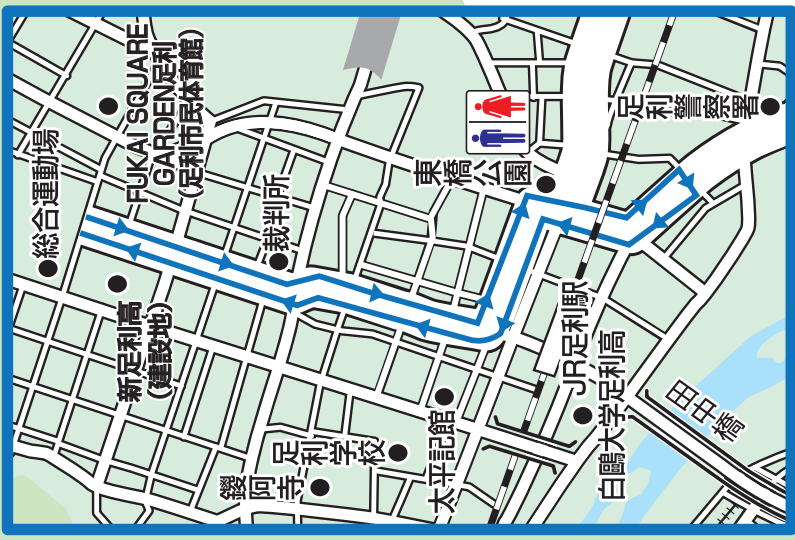 総合運動場
FUKAI SQUARE
GARDEN足利
(足利市民体育館)
新足利高
(建設地)
裁判所
東橋公園
足利警察署
JR足利駅
白鷗大学足利高
田中橋
太平記館
足利学校
鑁阿寺